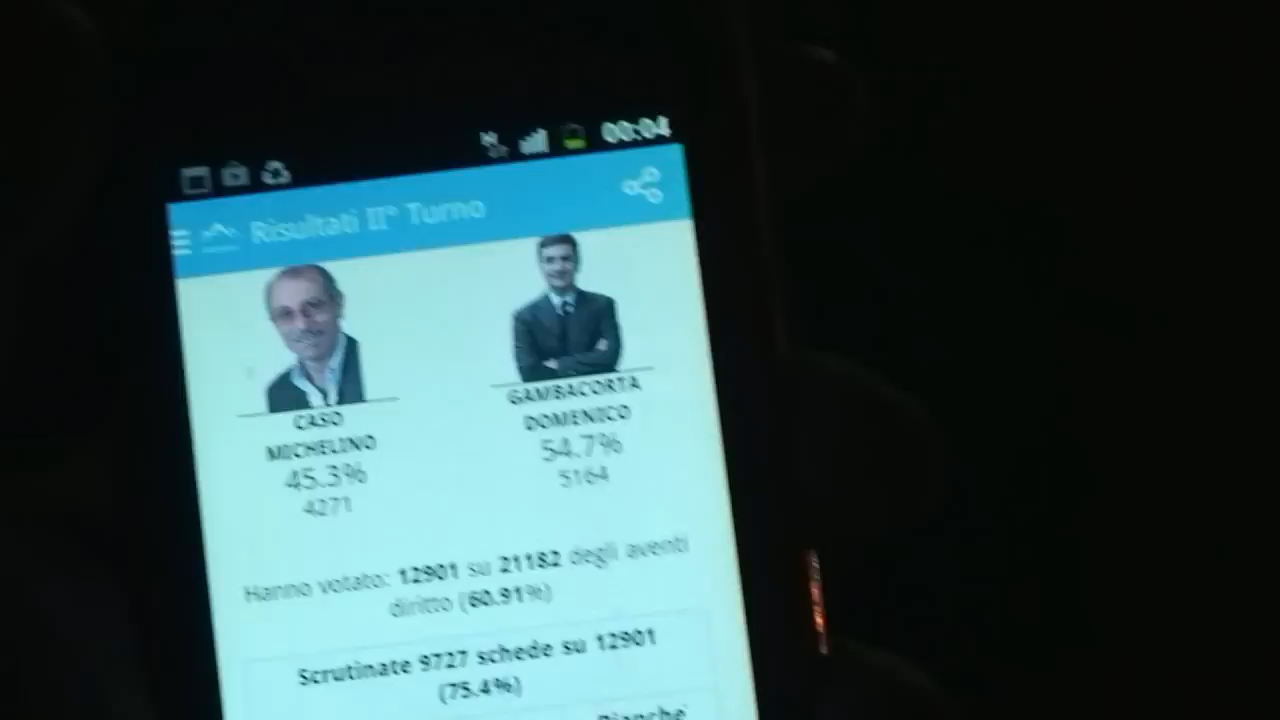 00:04
Risultati II° Turno
CASO
MICHELINO
45.3%
4271
GAMBACORTA
DOMENICO
54.7%
5164
Hanno votato: 12901 su 21182 degli aventi
diritto (60.91%)
Scrutinate 9727 schede su 12901
(75.4%)
Bianche